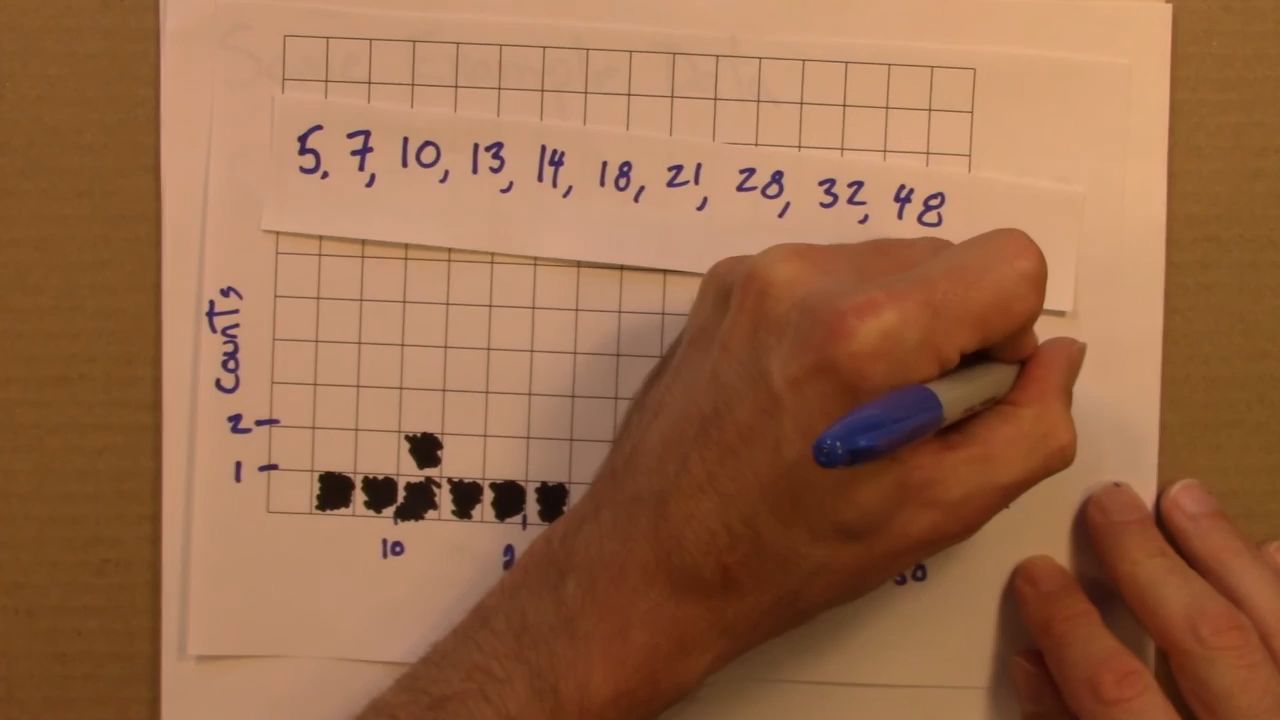 5, 7, 10, 13, 14, 18, 21, 28, 32, 48
counts
2
1
10